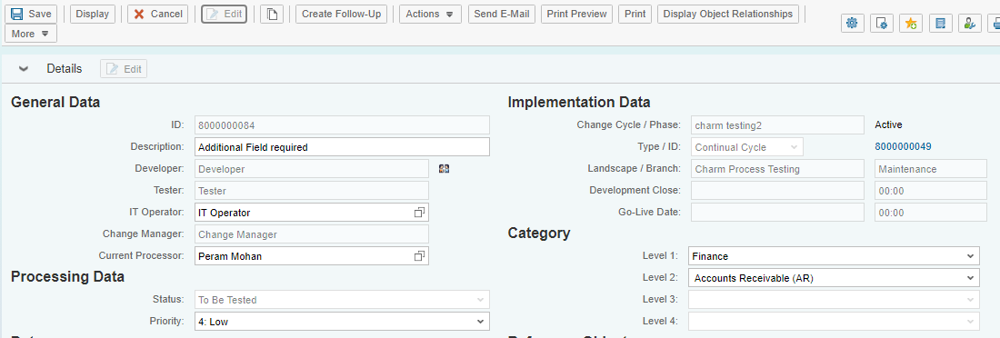 Save Display Cancel Edit Create Follow-Up Actions Send E-Mail Print Preview Print Display Object Relationships
More
Details Edit
General Data
ID: 8000000084
Description: Additional Field required
Developer: Developer
Tester: Tester
IT Operator: IT Operator
Change Manager: Change Manager
Current Processor: Peram Mohan
Processing Data
Status: To Be Tested
Priority: 4: Low
Implementation Data
Change Cycle / Phase: charm testing2 Active
Type / ID: Continual Cycle 8000000049
Landscape / Branch: Charm Process Testing Maintenance
Development Close: 00:00
Go-Live Date: 00:00
Category
Level 1: Finance
Level 2: Accounts Receivable (AR)
Level 3:
Level 4: